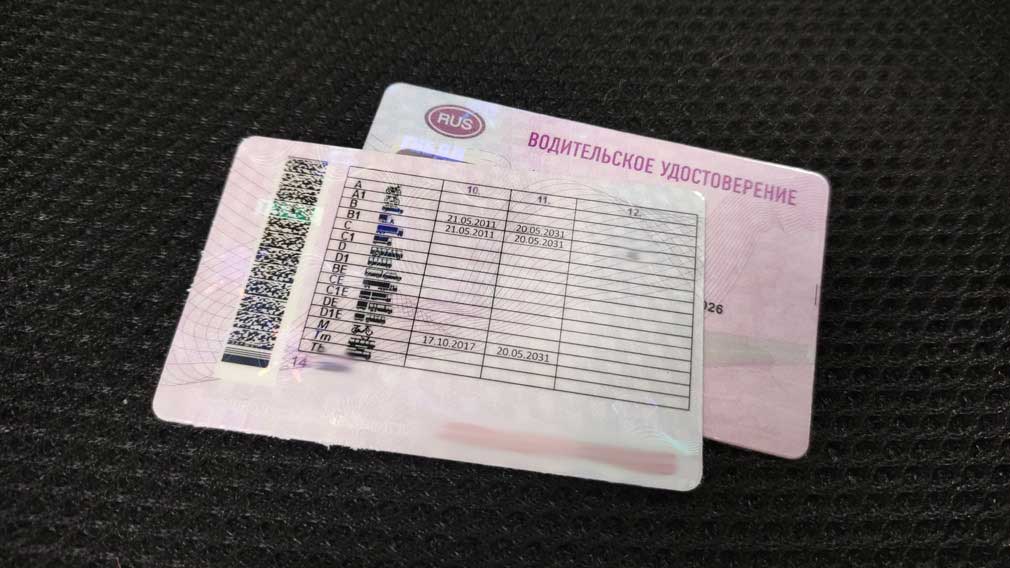 RUS
ВОДИТЕЛЬСКОЕ УДОСТОВЕРЕНИЕ
026
10. 11. 12.
A
A1
B
B1 21.05.2011 20.05.2031
C 21.05.2011 20.05.2031
C1
D
D1
BE
CE
C1E
DE
D1E
M 17.10.2017 20.05.2031
Tm
Tb
14